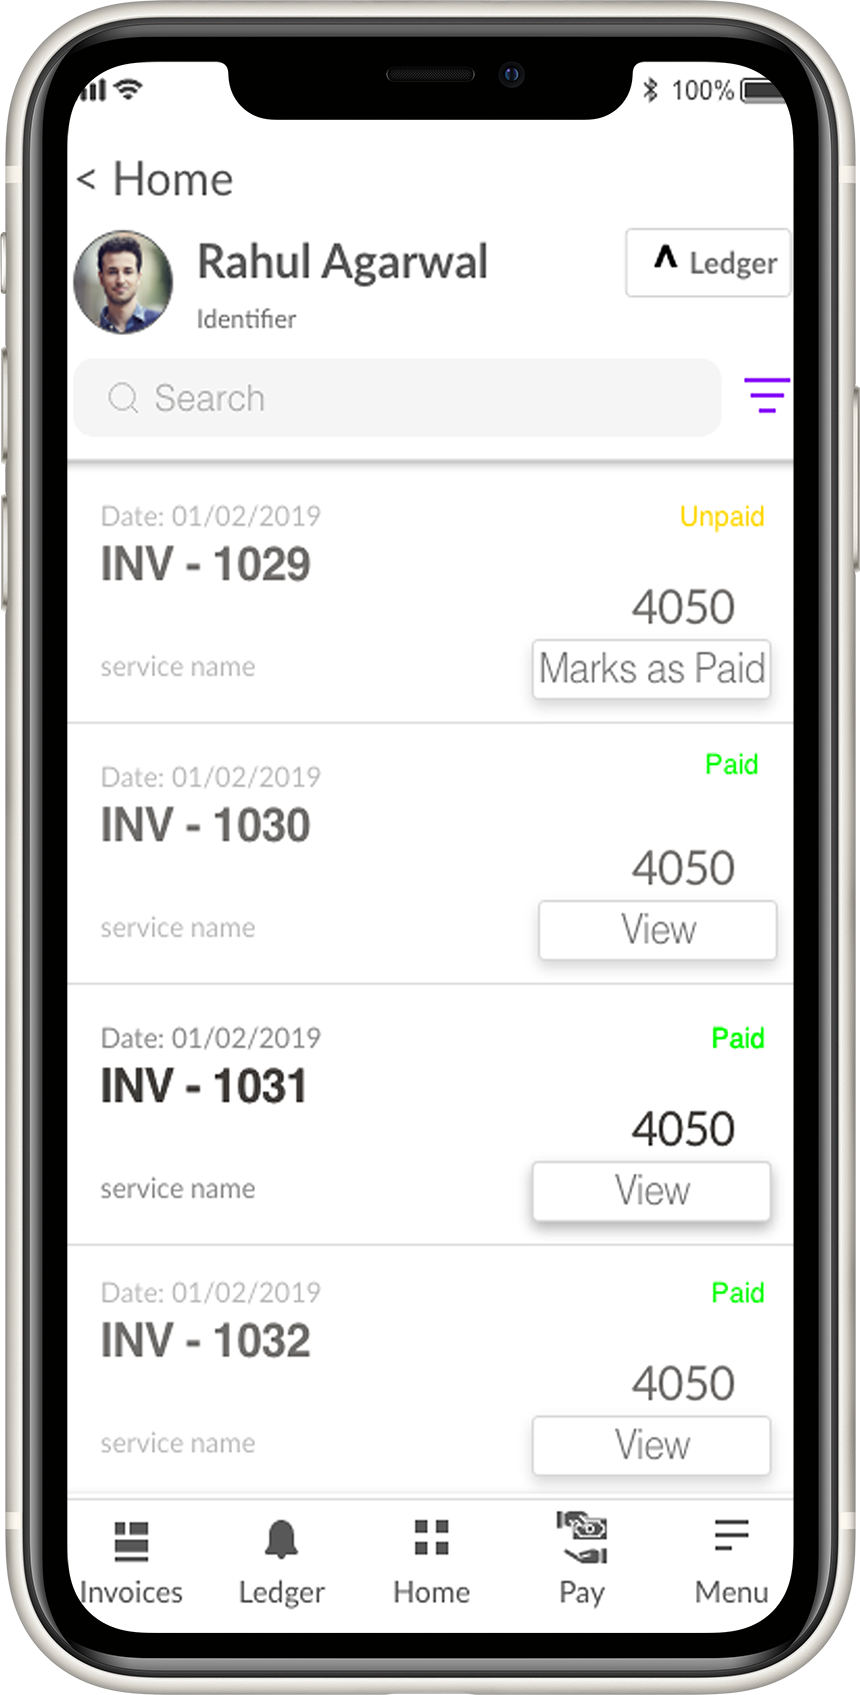 100%
< Home
Rahul Agarwal
Ʌ Ledger
Identifier
Search
Date: 01/02/2019
Unpaid
INV - 1029
4050
service name
Marks as Paid
Date: 01/02/2019
Paid
INV - 1030
4050
service name
View
Date: 01/02/2019
Paid
INV - 1031
4050
service name
View
Date: 01/02/2019
Paid
INV - 1032
4050
service name
View
Invoices Ledger Home Pay Menu